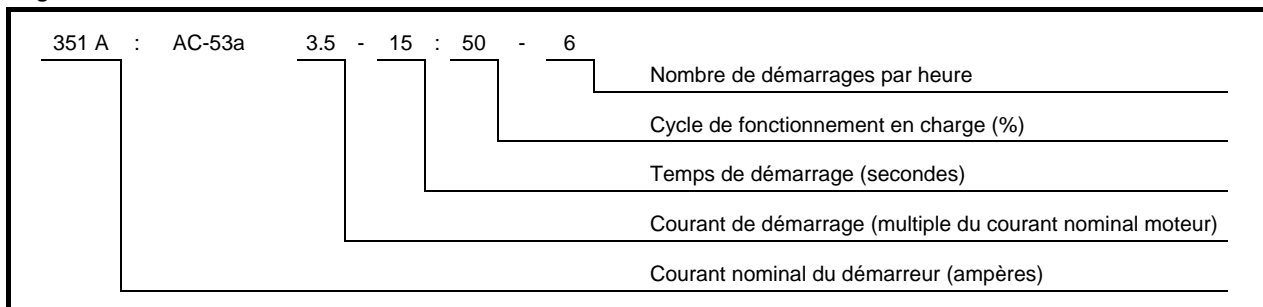 351 A : AC-53a 3.5 - 15 : 50 - 6
Nombre de démarrages par heure
Cycle de fonctionnement en charge (%)
Temps de démarrage (secondes)
Courant de démarrage (multiple du courant nominal moteur)
Courant nominal du démarreur (ampères)